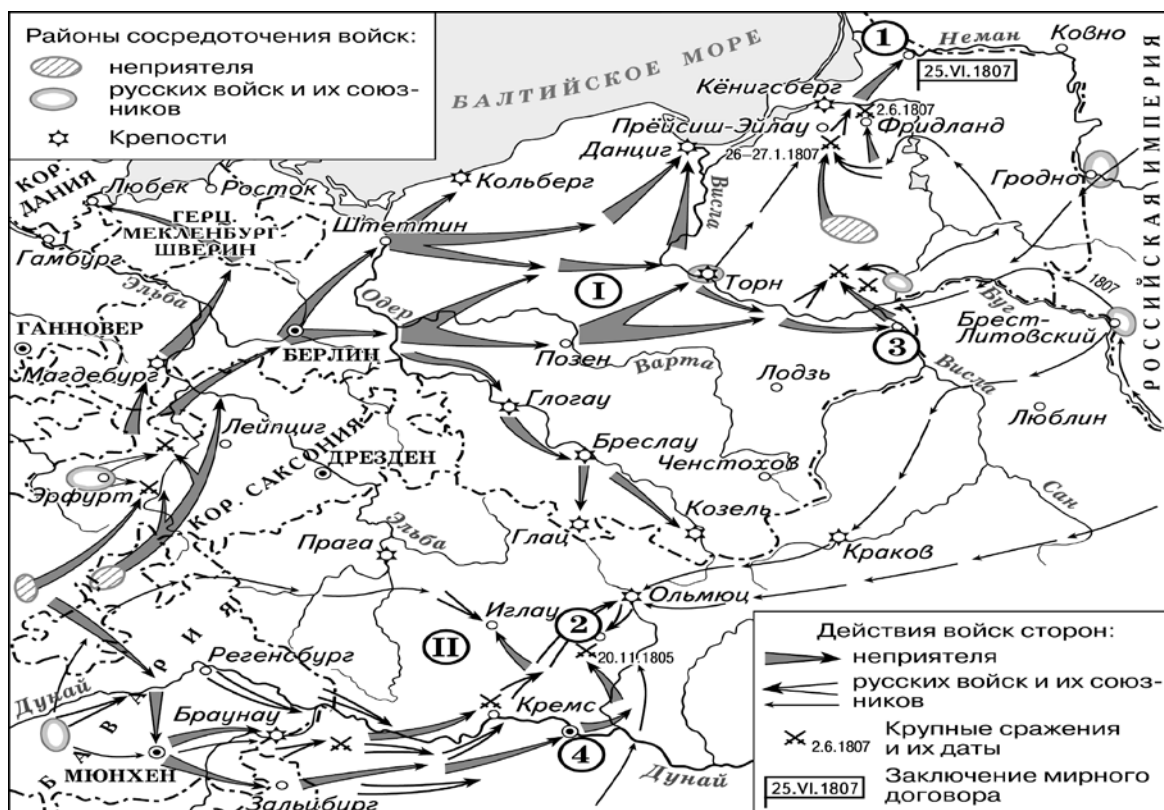 Районы сосредоточения войск:
неприятеля
русских войск и их союз-
ников
Крепости
БАЛТИЙСКОЕ МОРЕ
1
Неман
Ковно
25.VI.1807
Кёнигсберг
2.6.1807
Прейсиш-Эйлау
Фридланд
26–27.1.1807
Данциг
Висла
Гродно
РОССИЙСКАЯ ИМПЕРИЯ
КОР.
ДАНИЯ
Любек
Росток
Кольберг
ГЕРЦ.
МЕКЛЕНБУРГ-
ШВЕРИН
Штеттин
Гамбург
Эльба
Одер
I
Торн
1807
Буг
Брест-
Литовский
ГАННОВЕР
БЕРЛИН
3
Магдебург
Позен
Варта
Лодзь
Висла
Люблин
Глогау
Лейпциг
Бреслау
КОР. САКСОНИЯ
ДРЕЗДЕН
Ченстохов
Эрфурт
Сан
Эльба
Глац
Козель
Прага
Краков
Ольмюц
БАВАРИЯ
Иглау
2
II
20.11.1805
Регенсбург
Дунай
Браунау
Кремс
4
МЮНХЕН
Дунай
Зальцбург
Действия войск сторон:
неприятеля
русских войск и их союз-
ников
Крупные сражения
2.6.1807
и их даты
25.VI.1807
Заключение мирного
договора